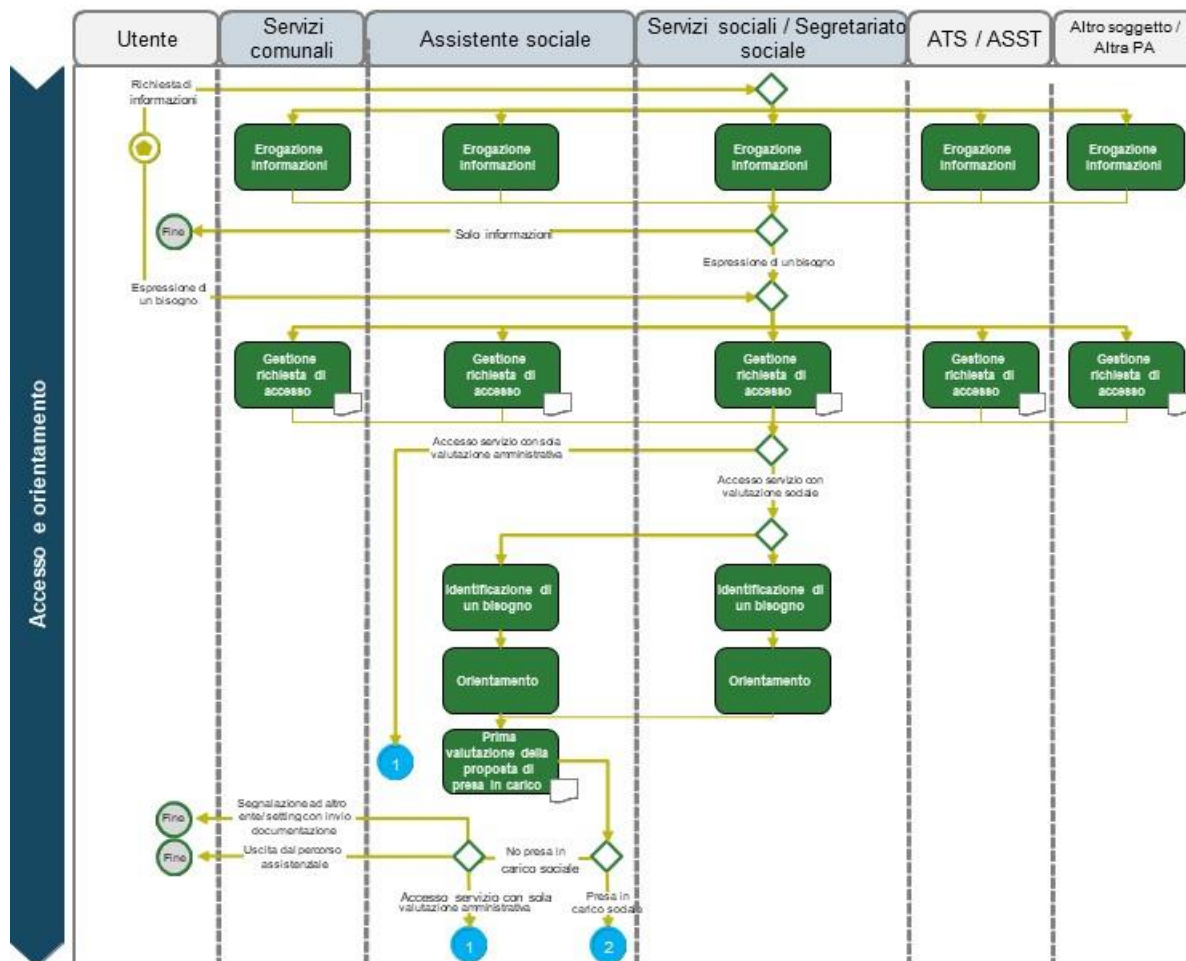 Utente
Servizi
comunali
Assistente sociale
Servizi sociali / Segretariato
sociale
ATS / ASST
Altro soggetto /
Altra PA
Accesso e orientamento
Richiesta di
informazioni
Erogazione
informazioni
Erogazione
informazioni
Erogazione
informazioni
Erogazione
informazioni
Erogazione
informazioni
Fine
Solo informazioni
Espressione di un bisogno
Espressione di
un bisogno
Gestione
richiesta di
accesso
Gestione
richiesta di
accesso
Gestione
richiesta di
accesso
Gestione
richiesta di
accesso
Gestione
richiesta di
accesso
Accesso servizio con sola
valutazione amministrativa
Accesso servizio con
valutazione sociale
Identificazione di
un bisogno
Identificazione di
un bisogno
Orientamento
Orientamento
1
Prima
valutazione della
proposta di
presa in carico
Fine
Segnalazione ad altro
ente/setting con invio
documentazione
Fine
Uscita dal percorso
assistenziale
No presa in
carico sociale
Accesso servizio con sola
valutazione amministrativa
Presa in
carico sociale
1
2